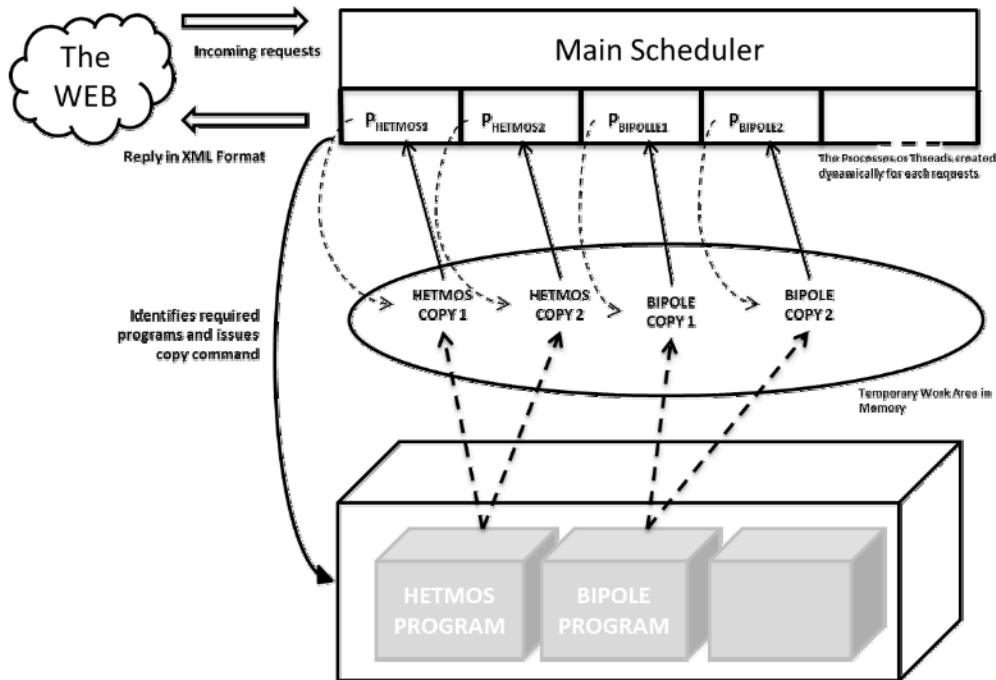 The
WEB
Incoming requests
Reply in XML Format
Main Scheduler
P HETMOS1
P HETMOS2
P BIPOLLE1
P BIPOLE2
The Processes or Threads created
dynamically for each requests
HETMOS
COPY 1
HETMOS
COPY 2
BIPOLE
COPY 1
BIPOLE
COPY 2
Identifies required
programs and issues
copy command
Temporary Work Area in
Memory
HETMOS
PROGRAM
BIPOLE
PROGRAM